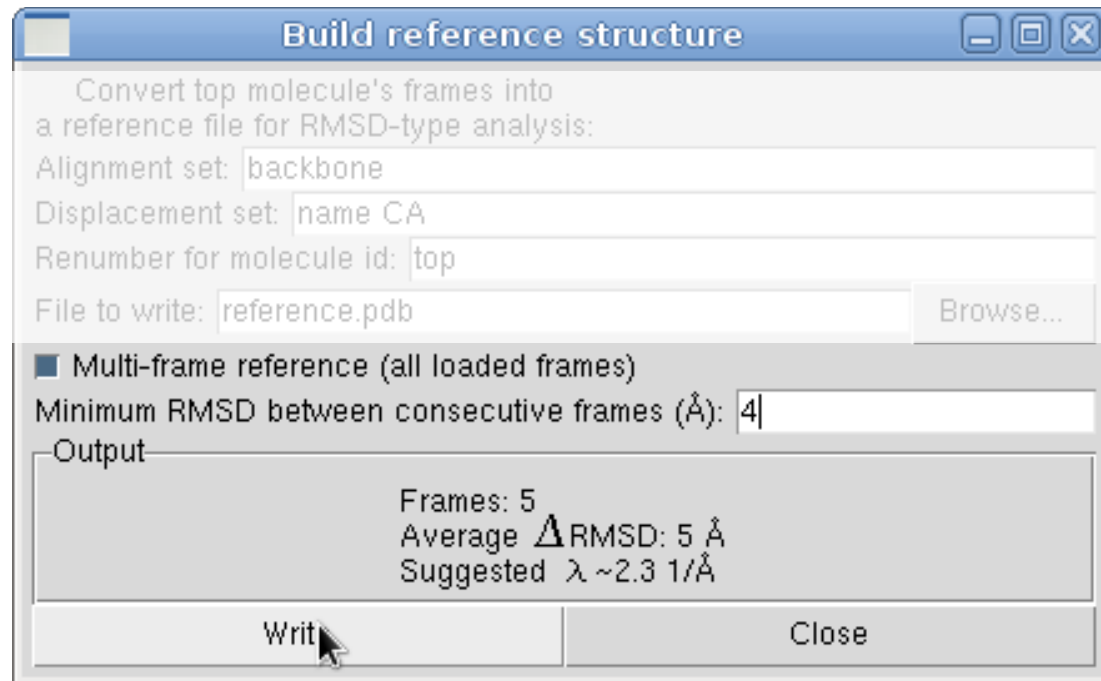 Build reference structure
Convert top molecule's frames into
a reference file for RMSD-type analysis:
Alignment set: backbone
Displacement set: name CA
Renumber for molecule id: top
File to write: reference.pdb Browse...
Multi-frame reference (all loaded frames)
Minimum RMSD between consecutive frames (Å): 4
Output
Frames: 5
Average Δ RMSD: 5 Å
Suggested λ ~2.3 1/Å
Writ Close